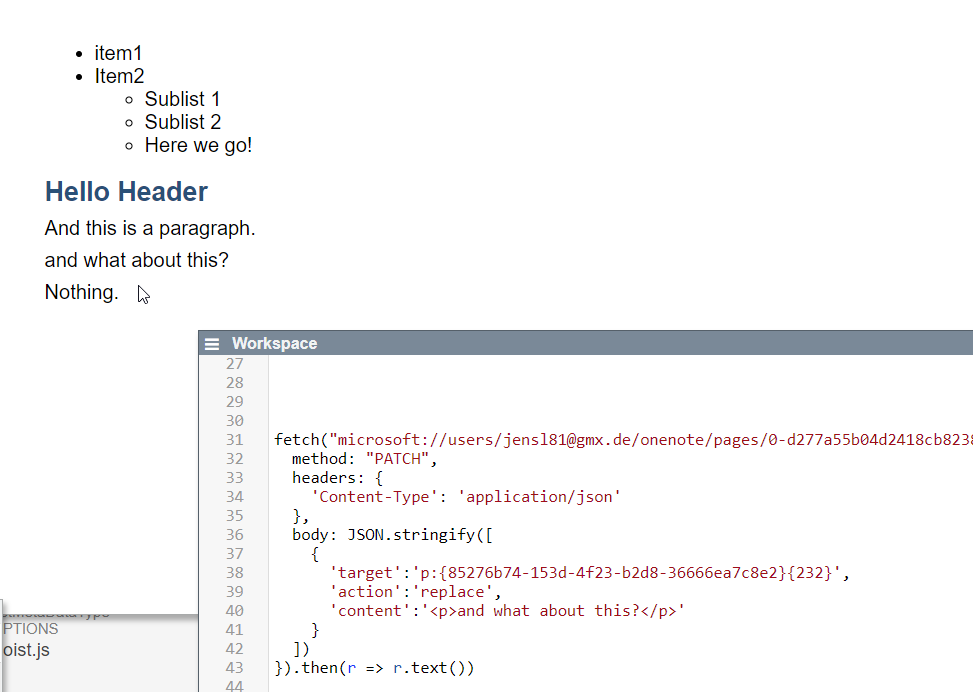 item1
Item2
Sublist 1
Sublist 2
Here we go!
Hello Header
And this is a paragraph.
and what about this?
Nothing.
Workspace
27
28
29
30
31 fetch("microsoft://users/jensl81@gmx.de/onenote/pages/0-d277a55b04d2418cb8238
32 method: "PATCH",
33 headers: {
34 'Content-Type': 'application/json'
35 },
36 body: JSON.stringify([
37 {
38 'target':'p:{85276b74-153d-4f23-b2d8-36666ea7c8e2}{232}',
39 'action':'replace',
40 'content':'<p>and what about this?</p>'
41 }
42 ])
43 }).then(r => r.text())
44
PTIONS
oist.js